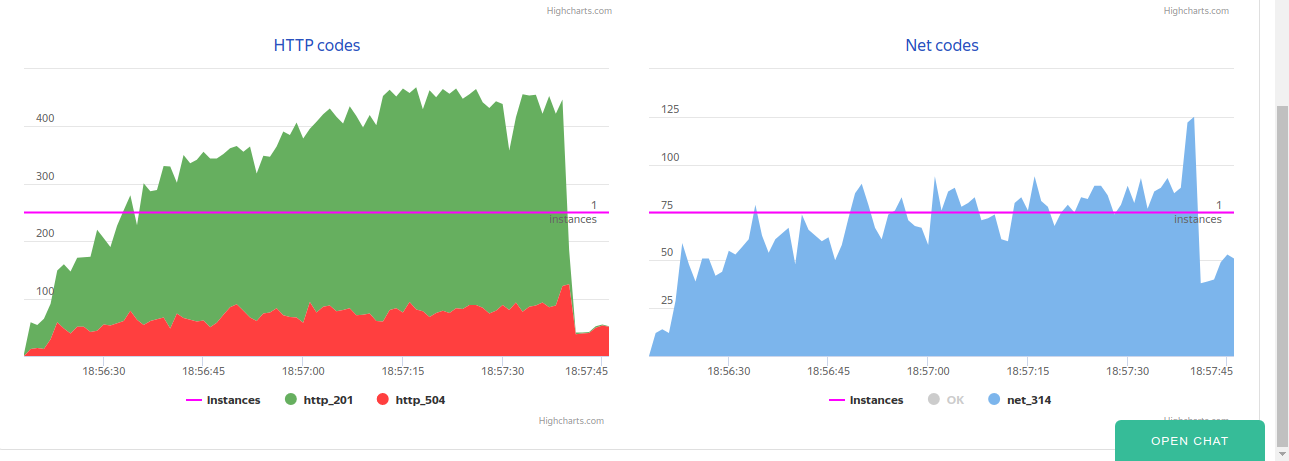 Highcharts.com
Highcharts.com
HTTP codes
400
300
200
100
1
instances
18:56:30 18:56:45 18:57:00 18:57:15 18:57:30 18:57:45
Instances http_201 http_504
Highcharts.com
Net codes
125
100
75
50
25
1
instances
18:56:30 18:56:45 18:57:00 18:57:15 18:57:30 18:57:45
Instances OK net_314
Highcharts.com
OPEN CHAT